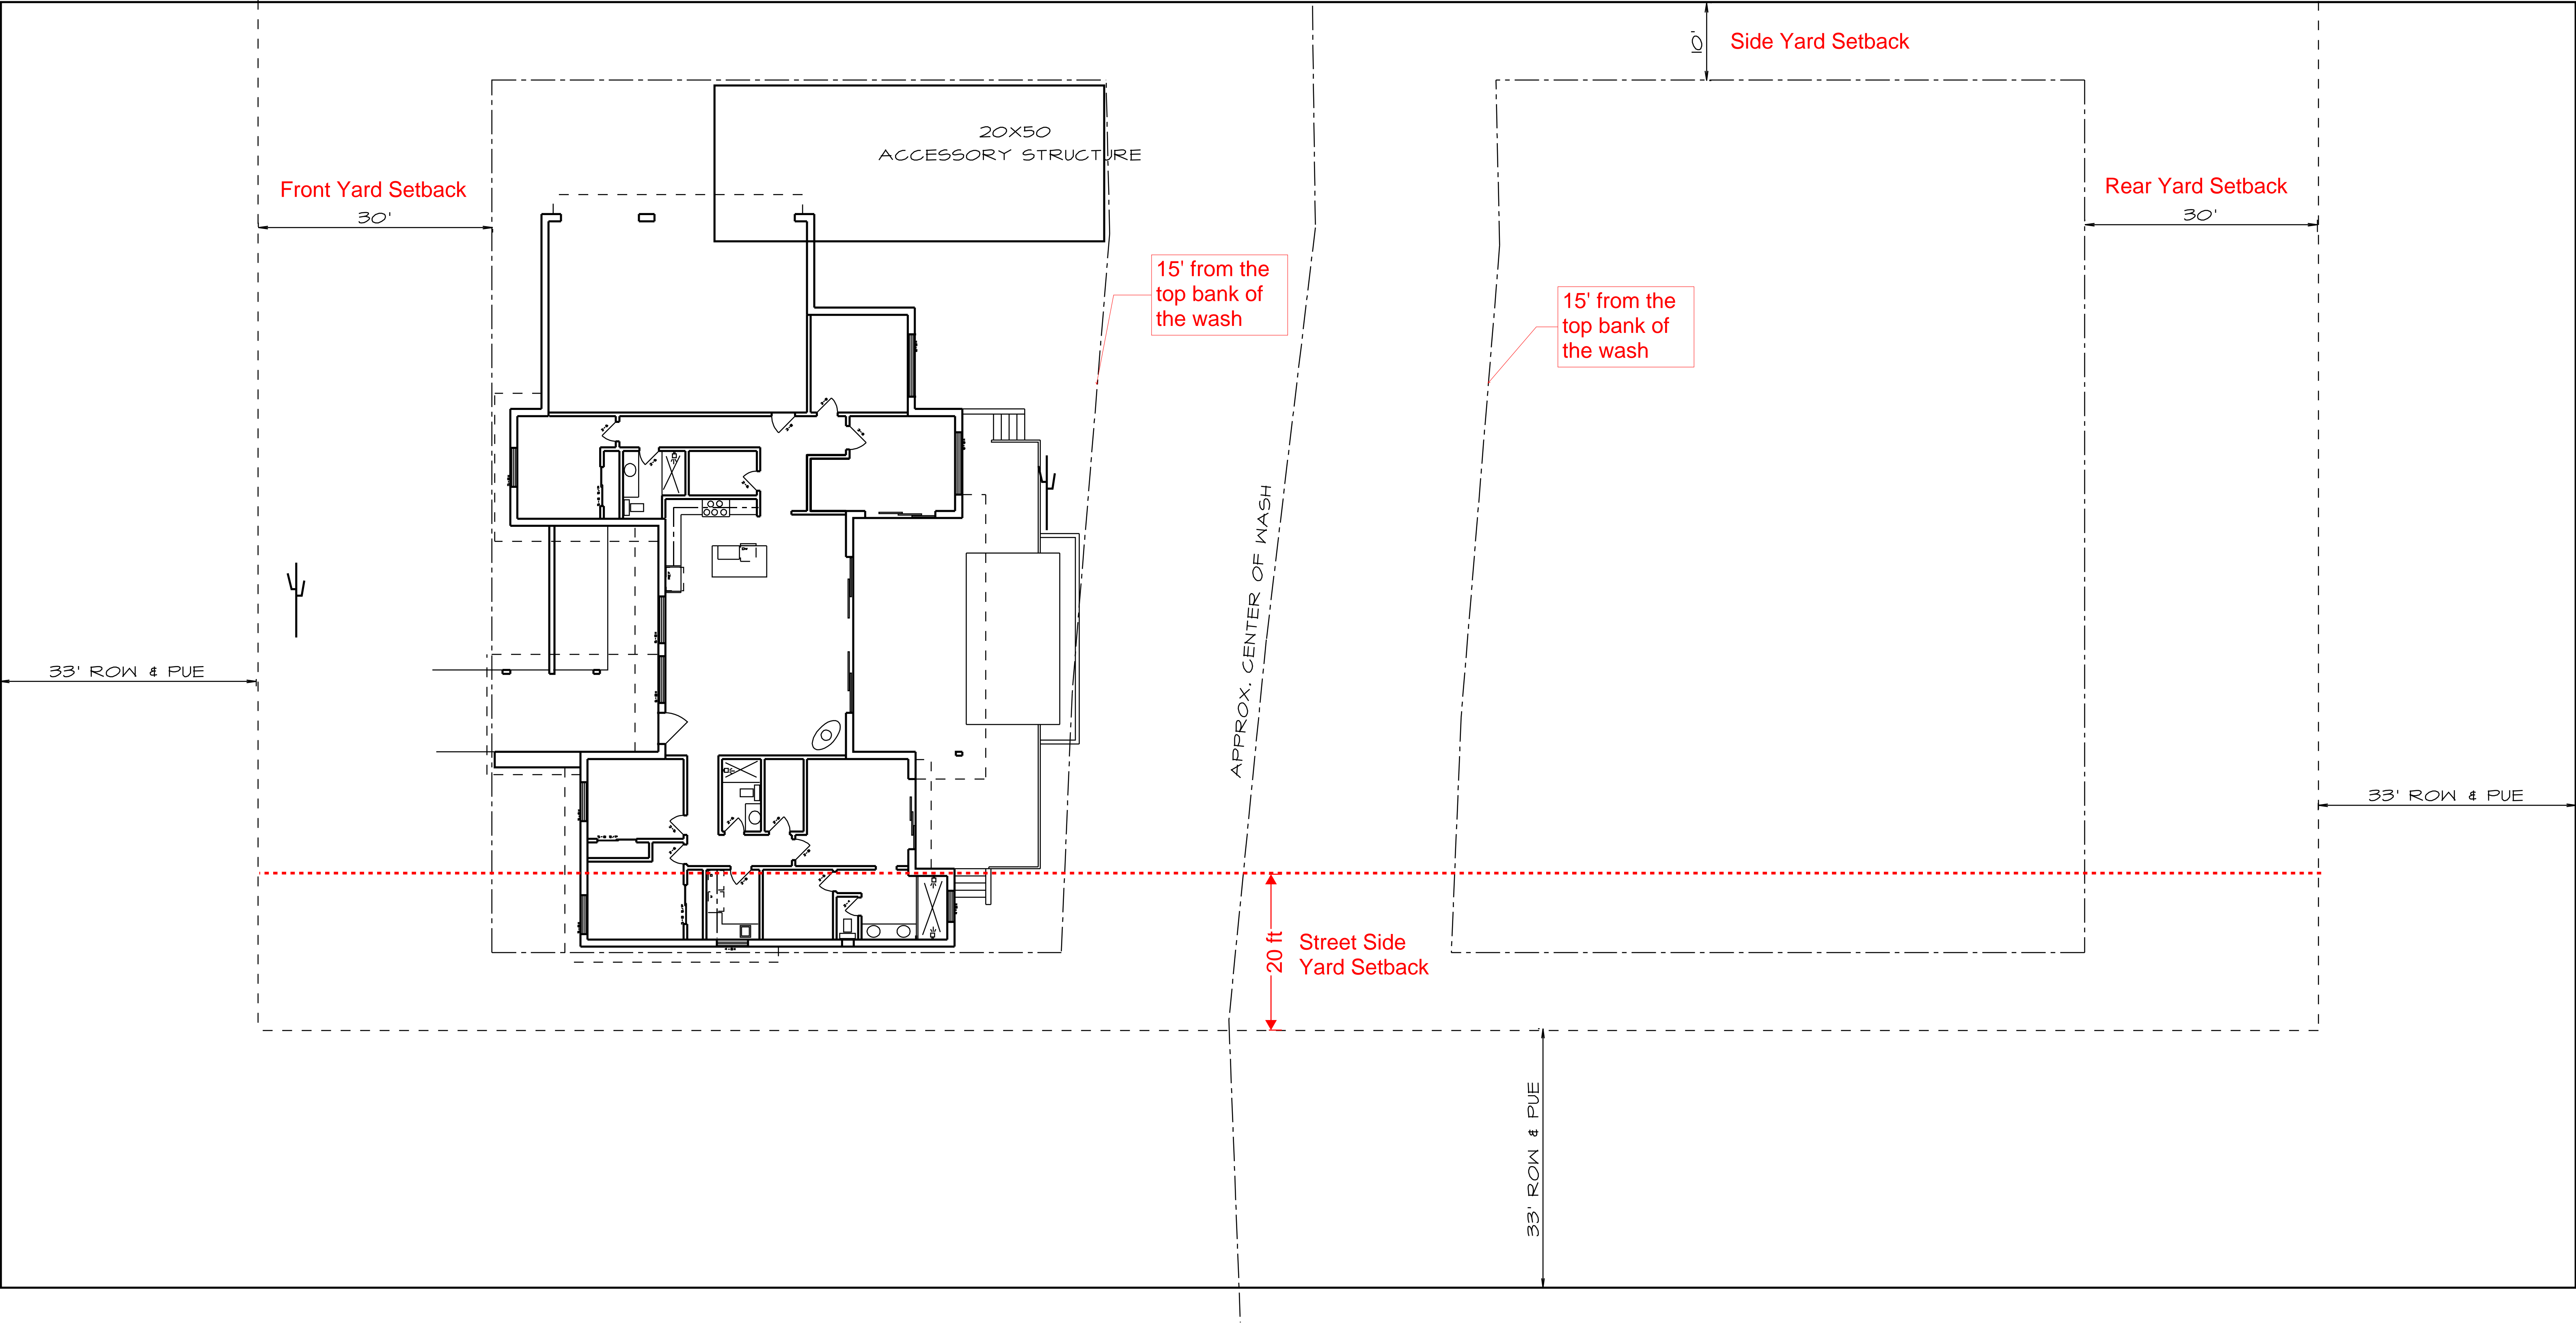 10'
Side Yard Setback
20X50
ACCESSORY STRUCTURE
Front Yard Setback
30'
Rear Yard Setback
30'
15' from the
top bank of
the wash
15' from the
top bank of
the wash
APPROX. CENTER OF WASH
33' ROW & PUE
33' ROW & PUE
20 ft
Street Side
Yard Setback
33' ROW & PUE